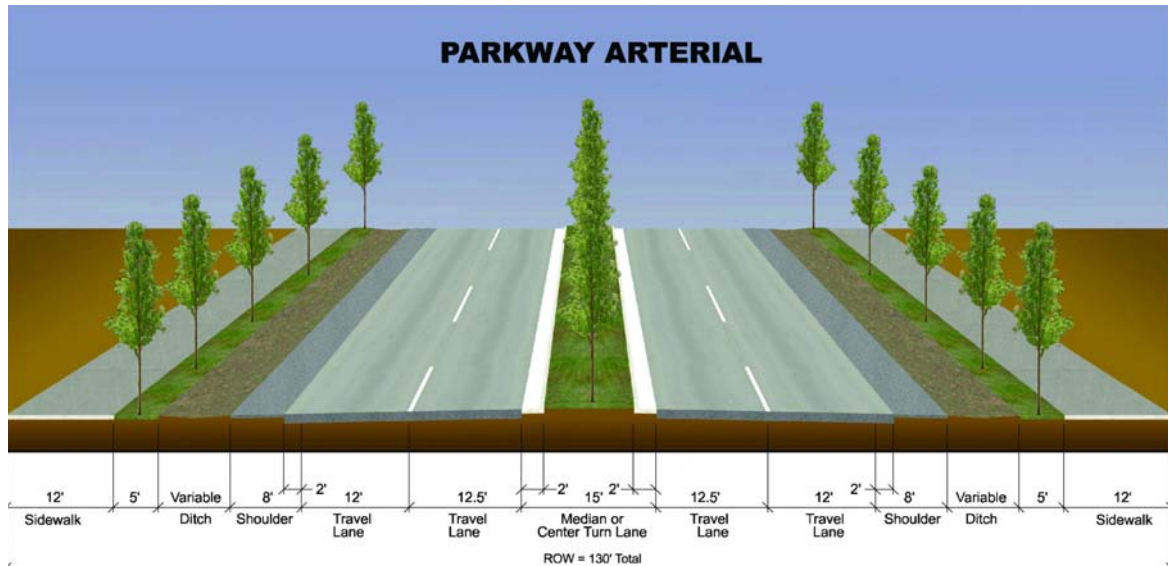 PARKWAY ARTERIAL
2' 2' 2' 2'
12' 5' Variable 8' 12' 12.5' 15' 12.5' 12' 8' Variable 5' 12'
Sidewalk Ditch Shoulder Travel Travel Median or Travel Travel Shoulder Ditch Sidewalk
Lane Lane Center Turn Lane Lane Lane
ROW = 130' Total